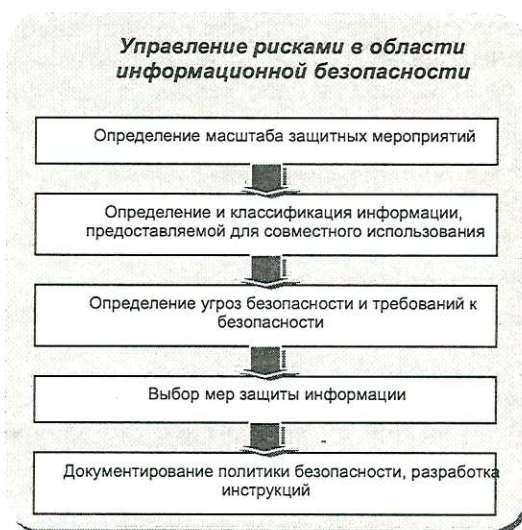 Управление рисками в области
информационной безопасности
Определение масштаба защитных мероприятий
Определение и классификация информации,
предоставляемой для совместного использования
Определение угроз безопасности и требований к
безопасности
Выбор мер защиты информации
Документирование политики безопасности, разработка
инструкций